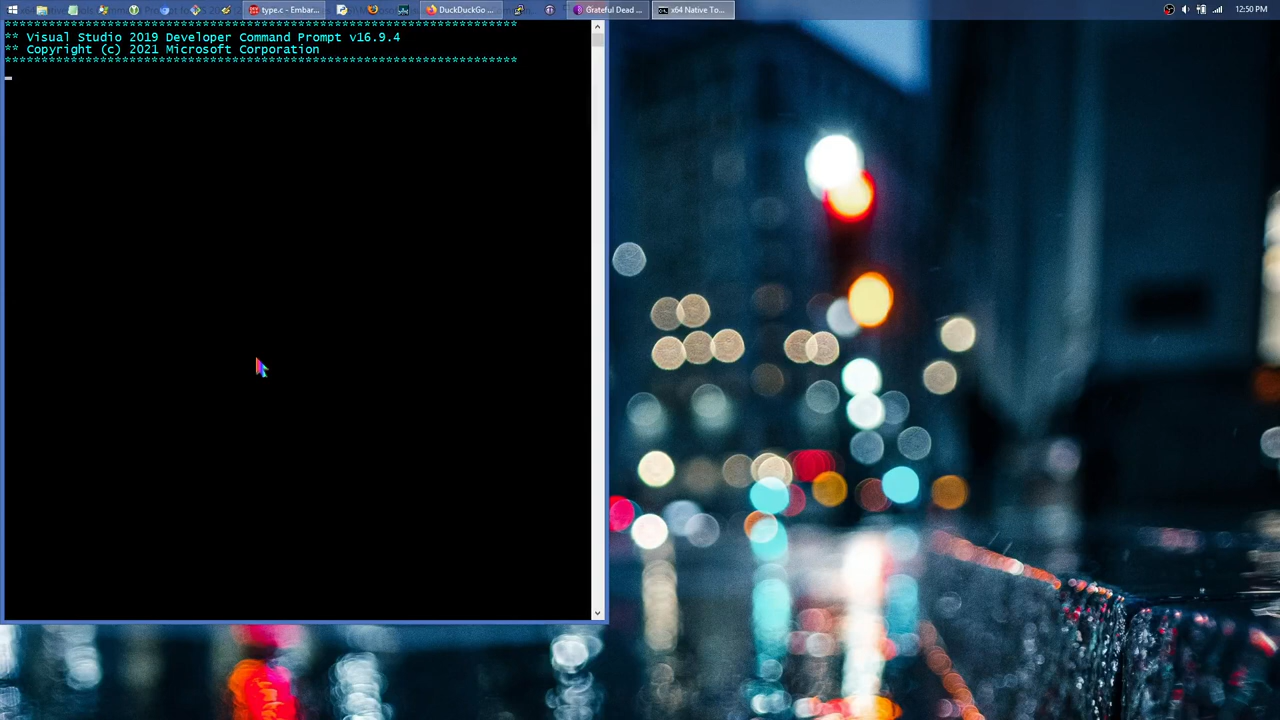 type.c - Embar...
DuckDuckGo ...
Grateful Dead ...
x64 Native To...
12:50 PM
**********************************************************************
** Visual Studio 2019 Developer Command Prompt v16.9.4
** Copyright (c) 2021 Microsoft Corporation
**********************************************************************